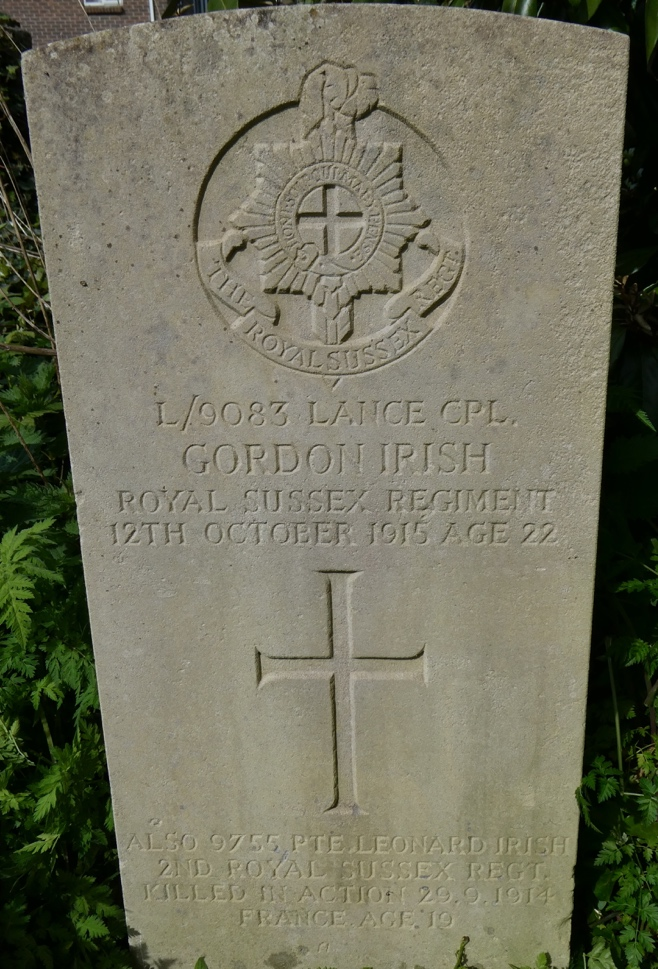 HONI SOIT QUI MAL Y PENSE
THE ROYAL SUSSEX REGT.
L/9083 LANCE CPL.
GORDON IRISH
ROYAL SUSSEX REGIMENT
12TH OCTOBER 1915 AGE 22
ALSO 9755 PTE. LEONARD IRISH
2ND ROYAL SUSSEX REGT.
KILLED IN ACTION 29.9.1914
FRANCE. AGE. 19